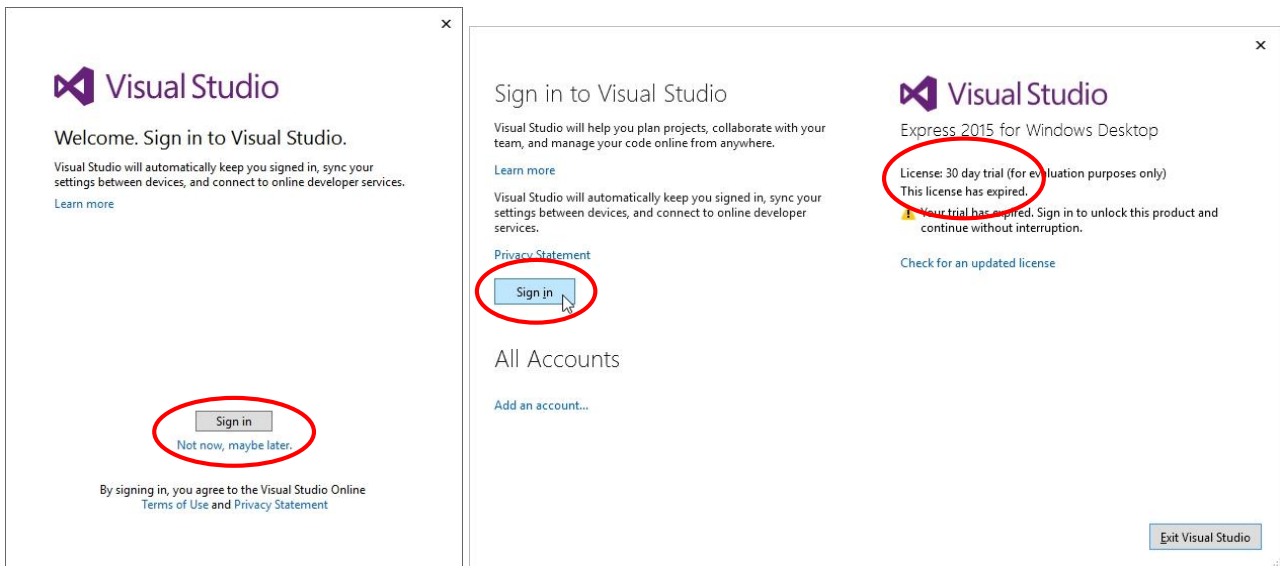 Visual Studio
Welcome. Sign in to Visual Studio.
Visual Studio will automatically keep you signed in, sync your
settings between devices, and connect to online developer services.
Learn more
Sign in
Not now, maybe later.
By signing in, you agree to the Visual Studio Online
Terms of Use and Privacy Statement
Sign in to Visual Studio
Visual Studio will help you plan projects, collaborate with your
team, and manage your code online from anywhere.
Learn more
Visual Studio will automatically keep you signed in, sync your
settings between devices, and connect to online developer
services.
Privacy Statement
Sign in
All Accounts
Add an account...
Visual Studio
Express 2015 for Windows Desktop
License: 30 day trial (for evaluation purposes only)
This license has expired.
Your trial has expired. Sign in to unlock this product and
continue without interruption.
Check for an updated license
Exit Visual Studio